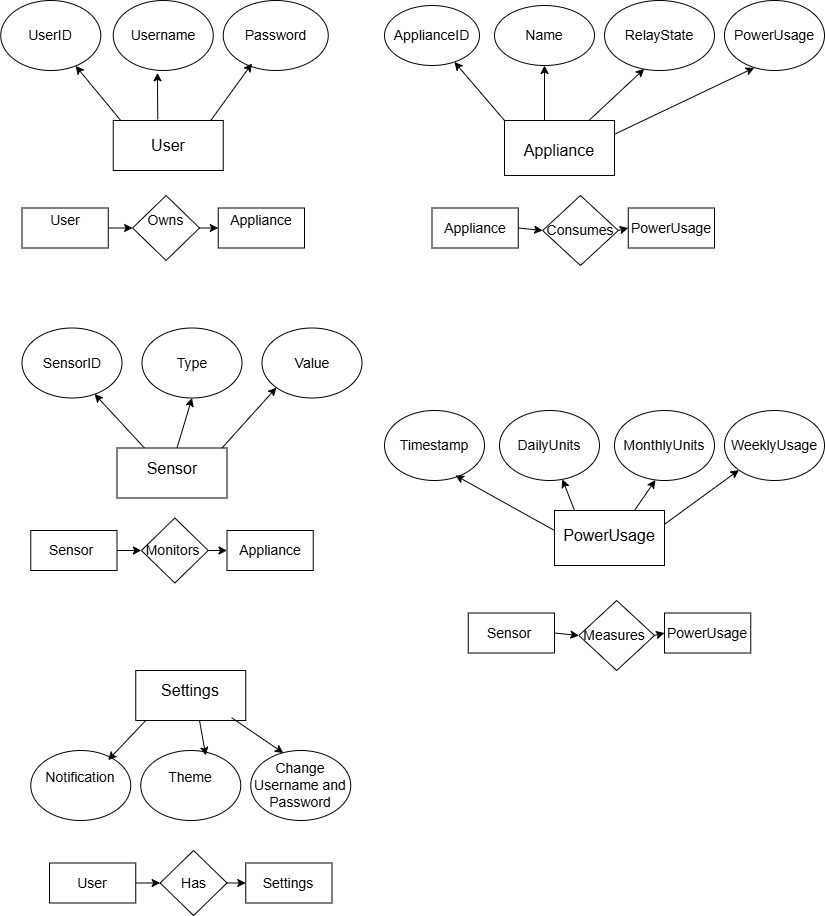 UserID
Username
Password
User
User
Owns
Appliance
ApplianceID
Name
RelayState
PowerUsage
Appliance
Appliance
Consumes
PowerUsage
SensorID
Type
Value
Sensor
Sensor
Monitors
Appliance
Timestamp
DailyUnits
MonthlyUnits
WeeklyUsage
PowerUsage
Sensor
Measures
PowerUsage
Settings
Notification
Theme
Change
Username and
Password
User
Has
Settings